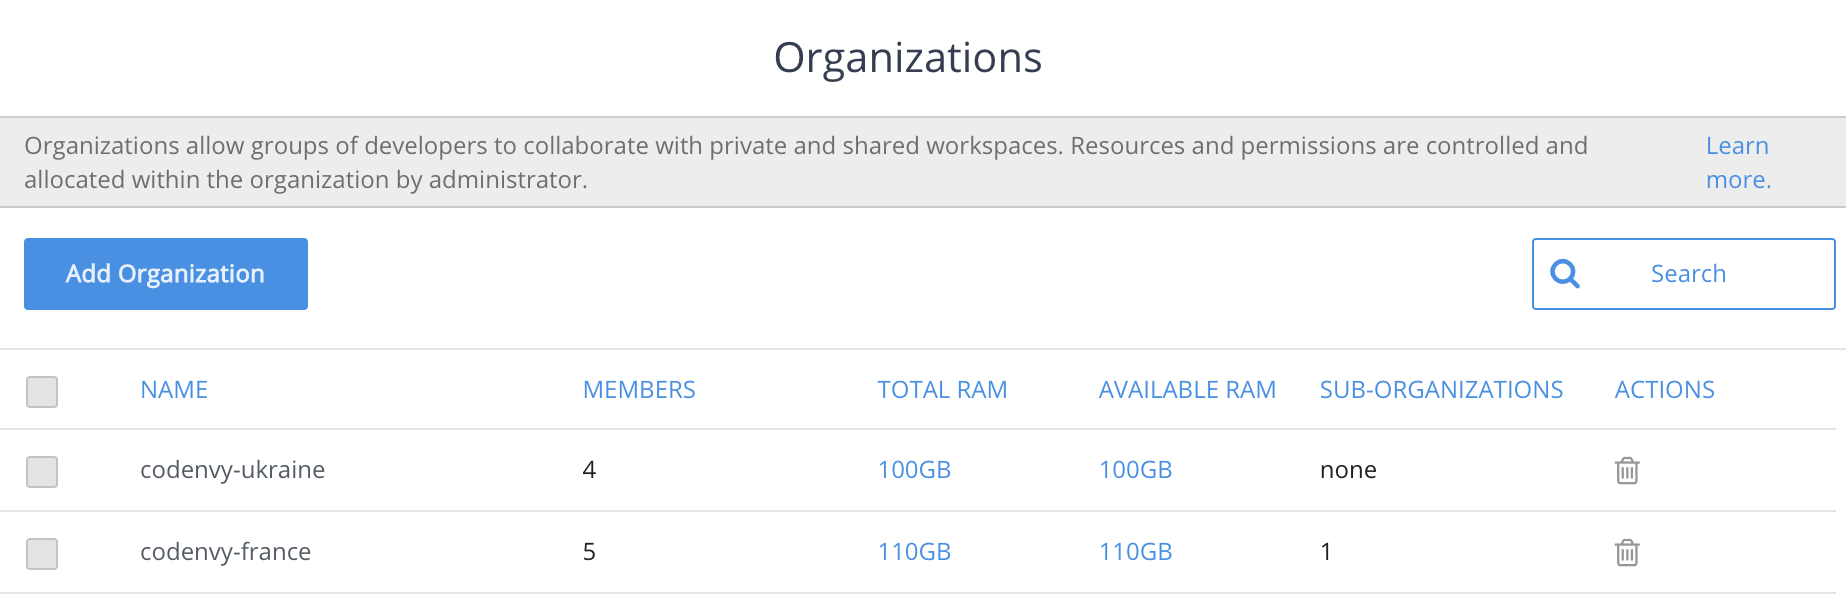 Organizations
Organizations allow groups of developers to collaborate with private and shared workspaces. Resources and permissions are controlled and
allocated within the organization by administrator.
Learn
more.
Add Organization
Search
NAME MEMBERS TOTAL RAM AVAILABLE RAM SUB-ORGANIZATIONS ACTIONS
codenvy-ukraine 4 100GB 100GB none
codenvy-france 5 110GB 110GB 1